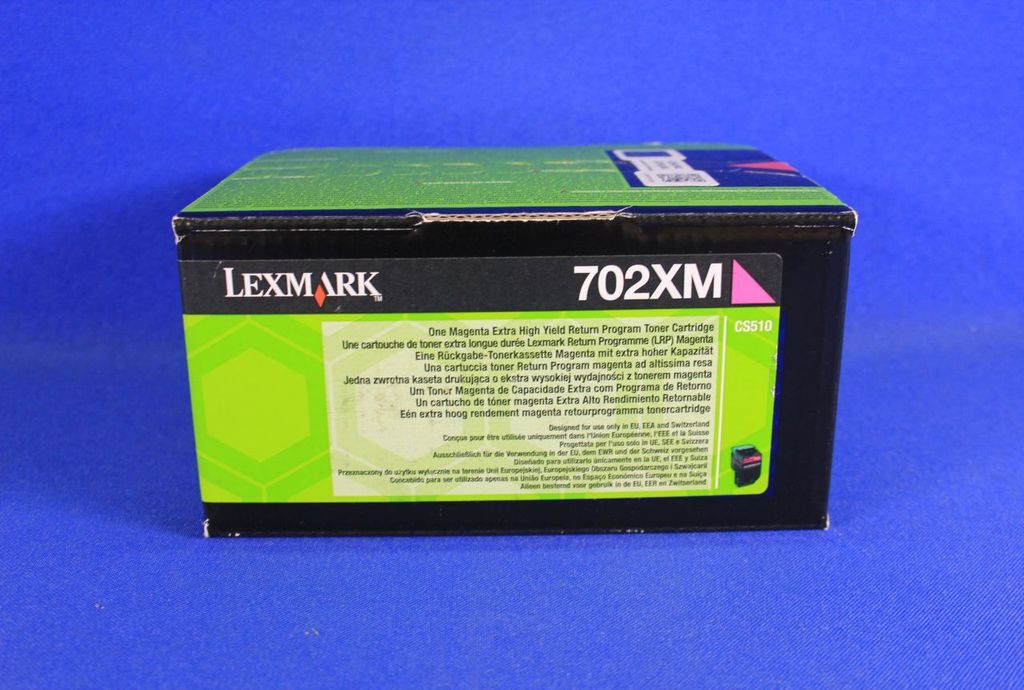 LEXMARK™
702XM
CS510
One Magenta Extra High Yield Return Program Toner Cartridge
Une cartouche de toner extra longue durée Lexmark Return Programme (LRP) Magenta
Eine Rückgabe-Tonerkassette Magenta mit extra hoher Kapazität
Una cartuccia toner Return Program magenta ad altissima resa
Jedna zwrotna kaseta drukująca o ekstra wysokiej wydajności z tonerem magenta
Um Toner Magenta de Capacidade Extra com Programa de Retorno
Un cartucho de tóner magenta Extra Alto Rendimiento Retornable
Eén extra hoog rendement magenta retourprogramma tonercartridge
Designed for use only in EU, EEA and Switzerland
Conçue pour être utilisée uniquement dans l'Union Européenne, l'EEE et la Suisse
Progettata per l'uso solo in UE, SEE e Svizzera
Ausschließlich für die Verwendung in der EU, dem EWR und der Schweiz vorgesehen
Diseñado para utilizarlo únicamente en la UE, el EEE y Suiza
Przeznaczono do użytku wyłącznie na terenie Unii Europejskiej, Europejskiego Obszaru Gospodarczego i Szwajcarii
Concebido para ser utilizado apenas na União Europeia, no Espaço Económico Europeu e na Suíça
Alleen bestemd voor gebruik in de EU, EER en Zwitserland